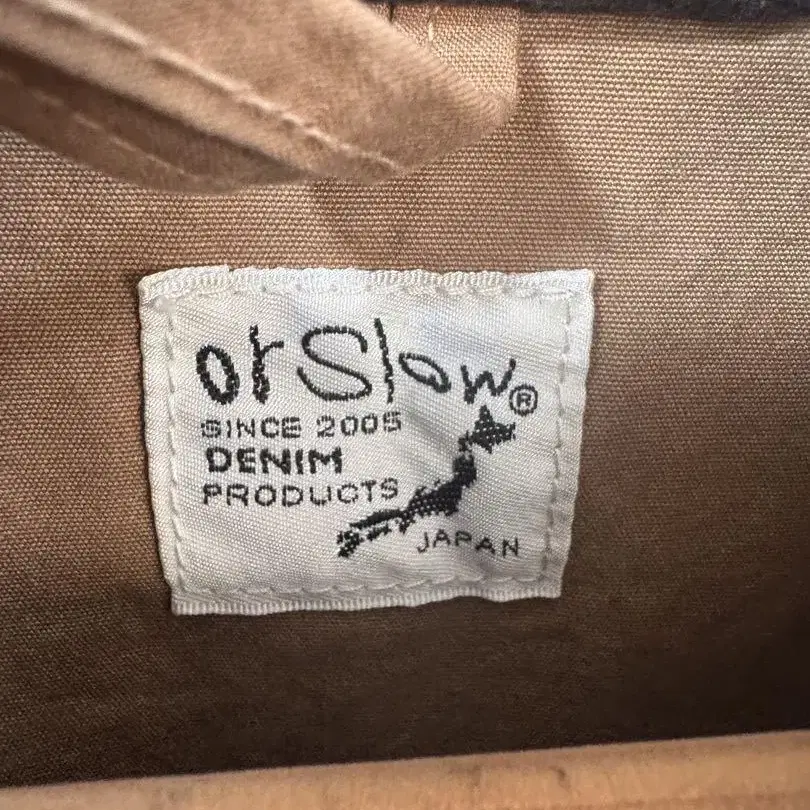 orSlow®
SINCE 2005
DENIM
PRODUCTS
JAPAN